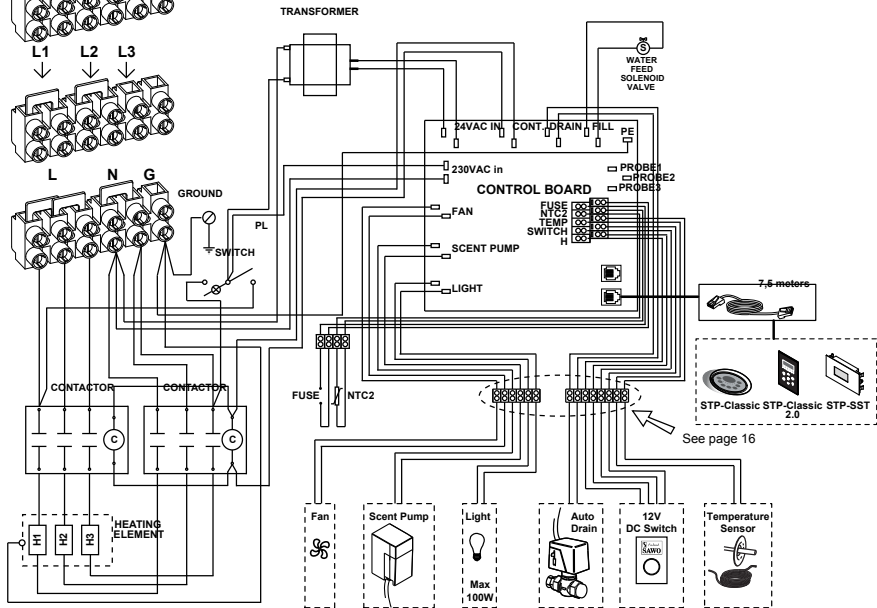 TRANSFORMER
L1 L2 L3
S
WATER
FEED
SOLENOID
VALVE
24VAC IN CONT. DRAIN FILL
PE
230VAC in
PROBE1
PROBE2
PROBE3
CONTROL BOARD
L N G
GROUND
FAN
FUSE
NTC2
TEMP
SWITCH
H
PL
SWITCH
SCENT PUMP
LIGHT
7,5 meters
CONTACTOR
CONTACTOR
FUSE
NTC2
STP-Classic
STP-Classic
2.0
STP-SST
C
C
See page 16
HEATING
ELEMENT
H1
H2
H3
Fan
Scent Pump
Light
Max
100W
Auto
Drain
12V
DC Switch
SAWO
Temperature
Sensor